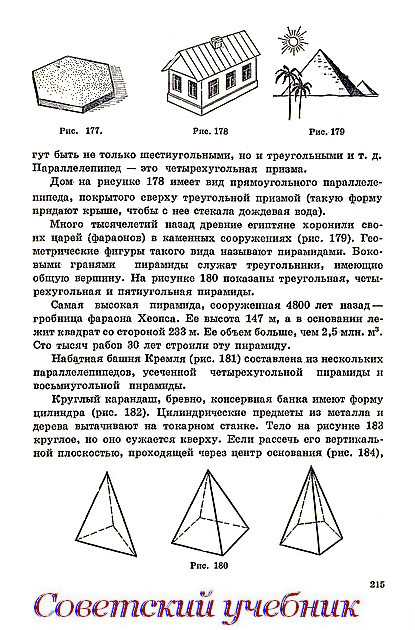 Рис. 177.
Рис. 178
Рис. 179
гут быть не только шестиугольными, но и треугольными и т. д.
Параллелепипед — это четырехугольная призма.
Дом на рисунке 178 имеет вид прямоугольного параллеле-
пипеда, покрытого сверху треугольной призмой (такую форму
придают крыше, чтобы с нее стекала дождевая вода).
Много тысячелетий назад древние египтяне хоронили сво-
их царей (фараонов) в каменных сооружениях (рис. 179). Гео-
метрические фигуры такого вида называют пирамидами. Боко-
выми гранями пирамиды служат треугольники, имеющие
общую вершину. На рисунке 180 показаны треугольная, четы-
рехугольная и пятиугольная пирамиды.
Самая высокая пирамида, сооруженная 4800 лет назад —
гробница фараона Хеопса. Ее высота 147 м, а в основании ле-
жит квадрат со стороной 233 м. Ее объем больше, чем 2,5 млн. м³.
Сто тысяч рабов 30 лет строили эту пирамиду.
Набатная башня Кремля (рис. 181) составлена из нескольких
параллелепипедов, усеченной четырехугольной пирамиды и
восьмиугольной пирамиды.
Круглый карандаш, бревно, консервная банка имеют форму
цилиндра (рис. 182). Цилиндрические предметы из металла и
дерева вытачивают на токарном станке. Тело на рисунке 183
круглое, но оно сужается кверху. Если рассечь его вертикаль-
ной плоскостью, проходящей через центр основания (рис. 184),
Рис. 180
215
Советский учебник